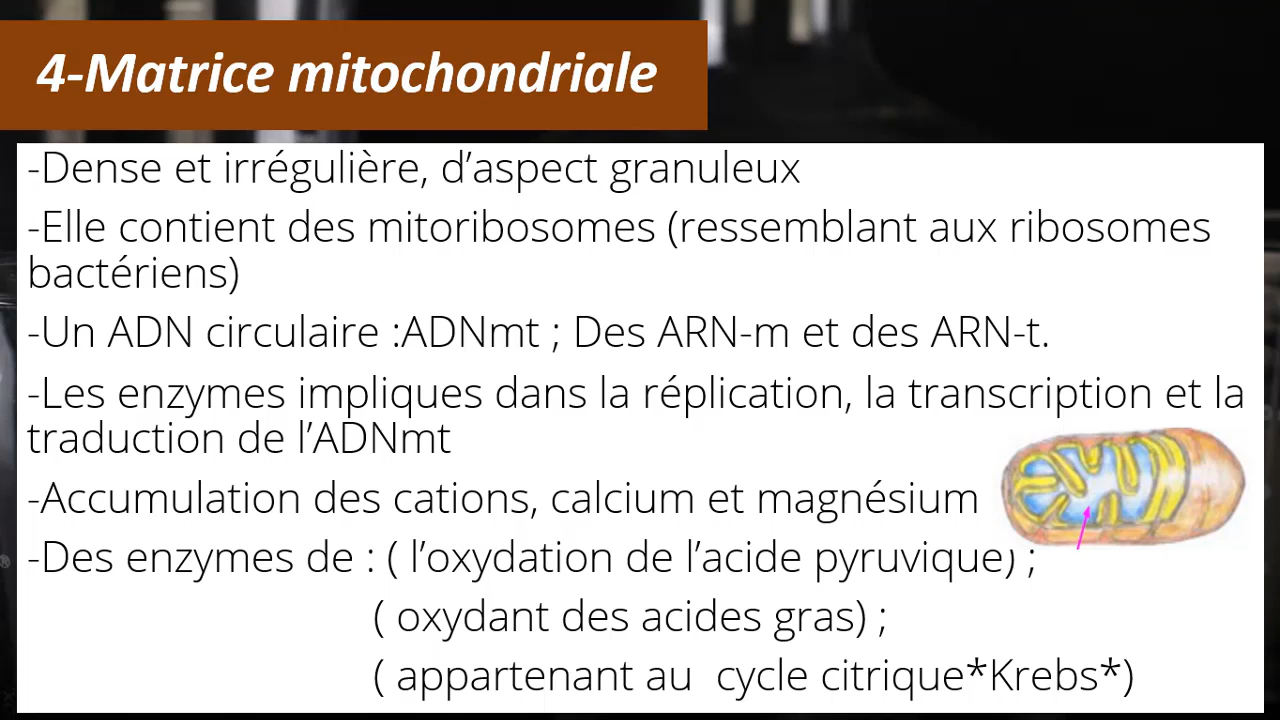 4-Matrice mitochondriale
-Dense et irrégulière, d’aspect granuleux
-Elle contient des mitoribosomes (ressemblant aux ribosomes
bactériens)
-Un ADN circulaire :ADNmt ; Des ARN-m et des ARN-t.
-Les enzymes impliques dans la réplication, la transcription et la
traduction de l’ADNmt
-Accumulation des cations, calcium et magnésium
-Des enzymes de : ( l’oxydation de l’acide pyruvique) ;
( oxydant des acides gras) ;
( appartenant au  cycle citrique*Krebs*)